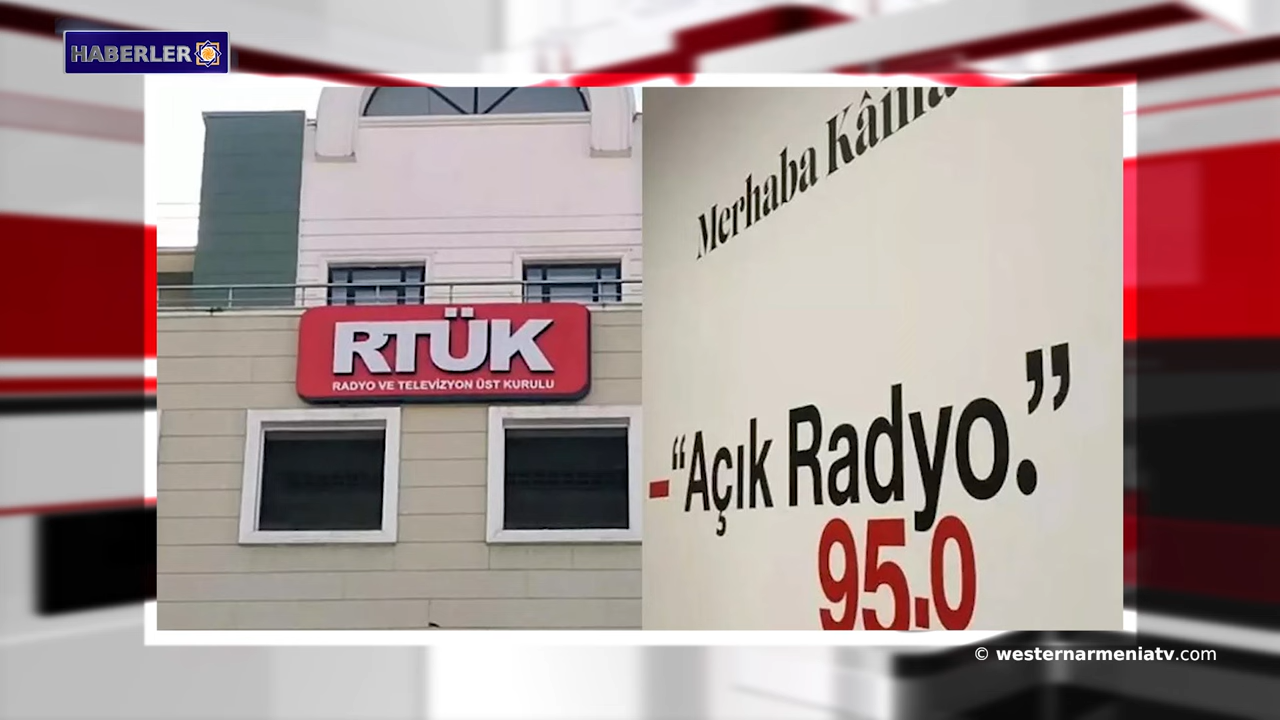 HABERLER
RTÜK
RADYO VE TELEVİZYON ÜST KURULU
Merhaba
–“Açık Radyo.”
95.0
© westernarmeniatv.com